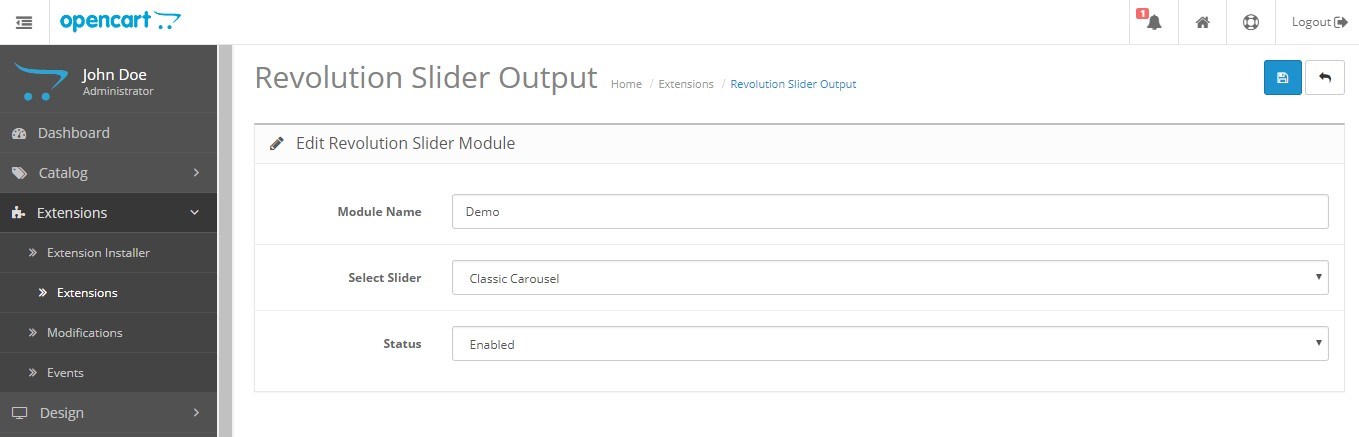 opencart
1
Logout
John Doe
Administrator
Dashboard
Catalog
Extensions
Extension Installer
Extensions
Modifications
Events
Design
Revolution Slider Output
Home / Extensions / Revolution Slider Output
Edit Revolution Slider Module
Module Name Demo
Select Slider Classic Carousel
Status Enabled